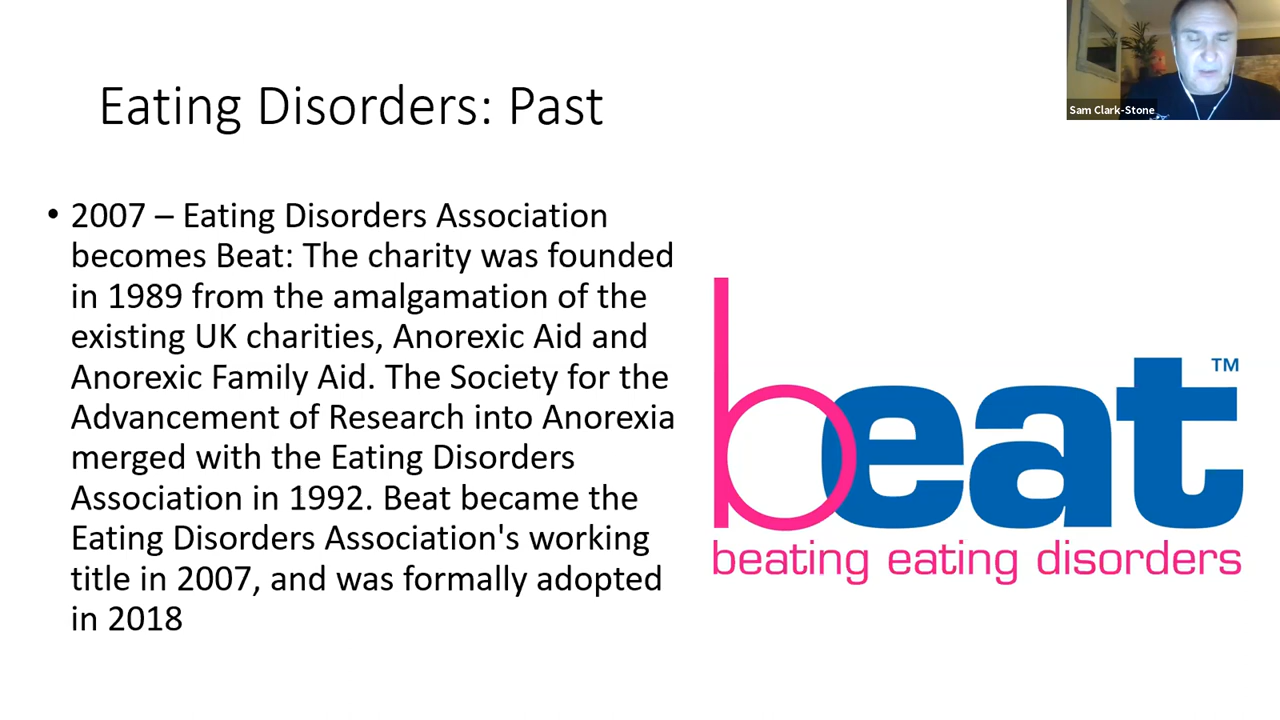 Eating Disorders: Past
Sam Clark-Stone
• 2007 – Eating Disorders Association
becomes Beat: The charity was founded
in 1989 from the amalgamation of the
existing UK charities, Anorexic Aid and
Anorexic Family Aid. The Society for the
Advancement of Research into Anorexia
merged with the Eating Disorders
Association in 1992. Beat became the
Eating Disorders Association's working
title in 2007, and was formally adopted
in 2018
beat™
beating eating disorders